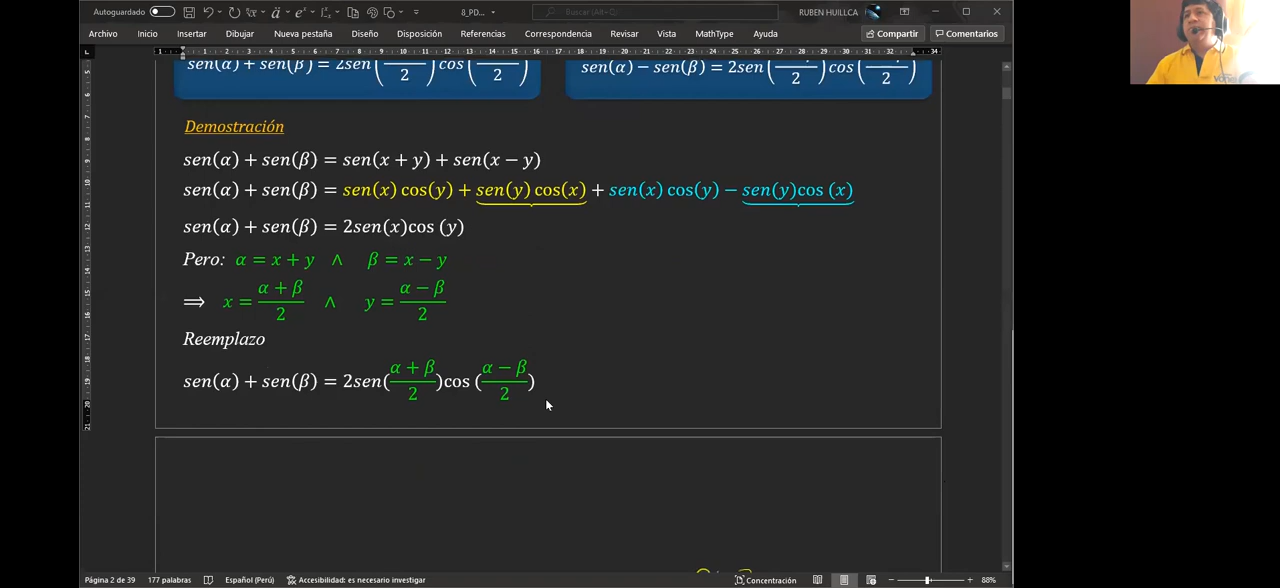 Autoguardado
8_PD...
Buscar (Alt+Q)
RUBEN HUILLCA
Archivo Inicio Insertar Dibujar Nueva pestaña Diseño Disposición Referencias Correspondencia Revisar Vista MathType Ayuda Compartir Comentarios
sen(α) + sen(β) = 2sen(/2) cos(/2)
sen(α) − sen(β) = 2sen(/2) cos(/2)
Demostración
sen(α) + sen(β) = sen(x + y) + sen(x − y)
sen(α) + sen(β) = sen(x) cos(y) + sen(y) cos(x) + sen(x) cos(y) − sen(y)cos (x)
sen(α) + sen(β) = 2sen(x)cos (y)
Pero: α = x + y ∧ β = x − y
⟹ x = (α + β)/2 ∧ y = (α − β)/2
Reemplazo
sen(α) + sen(β) = 2sen((α + β)/2)cos ((α − β)/2)
Página 2 de 39 177 palabras Español (Perú) Accesibilidad: es necesario investigar Concentración 88%